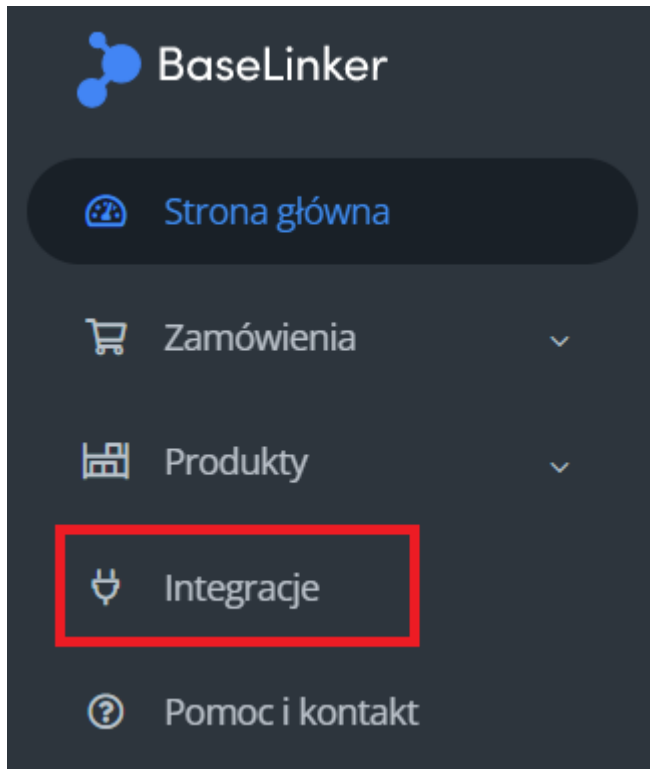 BaseLinker
Strona główna
Zamówienia
Produkty
Integracje
Pomoc i kontakt